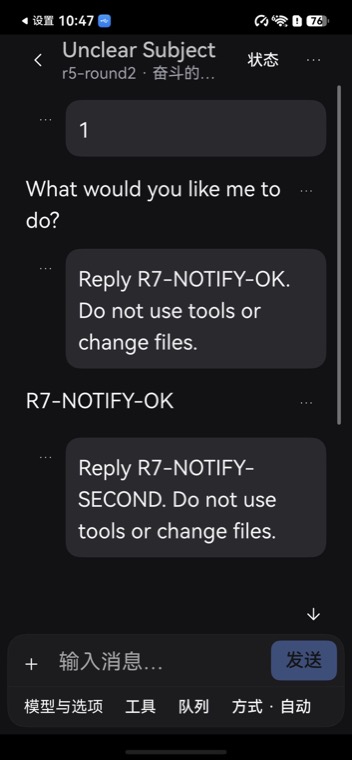 ◀ 设置 10:47 76
Unclear Subject
状态
...
r5-round2 · 奋斗的...
...
1
What would you like me to
do?
...
...
Reply R7-NOTIFY-OK.
Do not use tools or
change files.
R7-NOTIFY-OK
...
...
Reply R7-NOTIFY-
SECOND. Do not use
tools or change files.
+ 输入消息... 发送
模型与选项 工具 队列 方式 · 自动